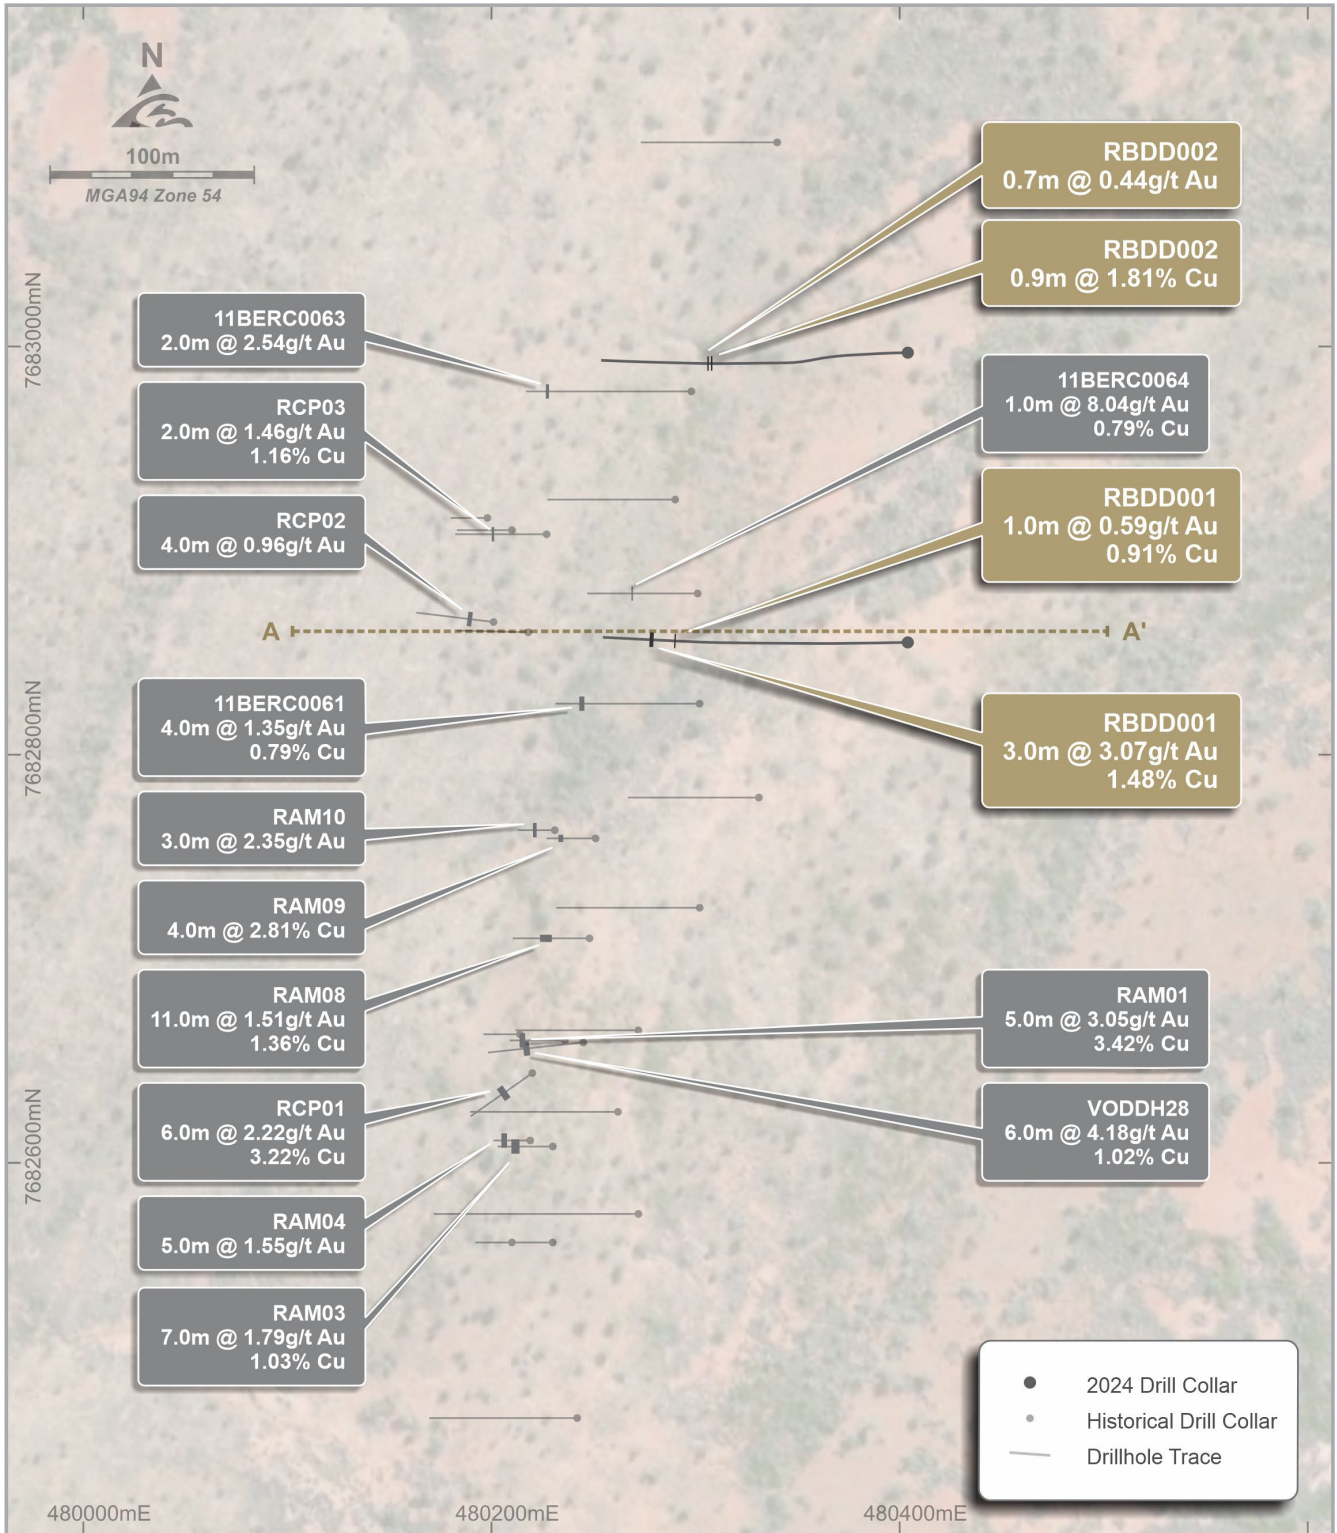 N
100m
MGA94 Zone 54
RBDD002
0.7m @ 0.44g/t Au
RBDD002
0.9m @ 1.81% Cu
7683000mN
11BERC0063
2.0m @ 2.54g/t Au
11BERC0064
1.0m @ 8.04g/t Au
0.79% Cu
RCP03
2.0m @ 1.46g/t Au
1.16% Cu
RBDD001
1.0m @ 0.59g/t Au
0.91% Cu
RCP02
4.0m @ 0.96g/t Au
A
A'
11BERC0061
4.0m @ 1.35g/t Au
0.79% Cu
RBDD001
3.0m @ 3.07g/t Au
1.48% Cu
7682800mN
RAM10
3.0m @ 2.35g/t Au
RAM09
4.0m @ 2.81% Cu
RAM08
11.0m @ 1.51g/t Au
1.36% Cu
RAM01
5.0m @ 3.05g/t Au
3.42% Cu
RCP01
6.0m @ 2.22g/t Au
3.22% Cu
VODDH28
6.0m @ 4.18g/t Au
1.02% Cu
7682600mN
RAM04
5.0m @ 1.55g/t Au
RAM03
7.0m @ 1.79g/t Au
1.03% Cu
2024 Drill Collar
Historical Drill Collar
Drillhole Trace
480000mE
480200mE
480400mE